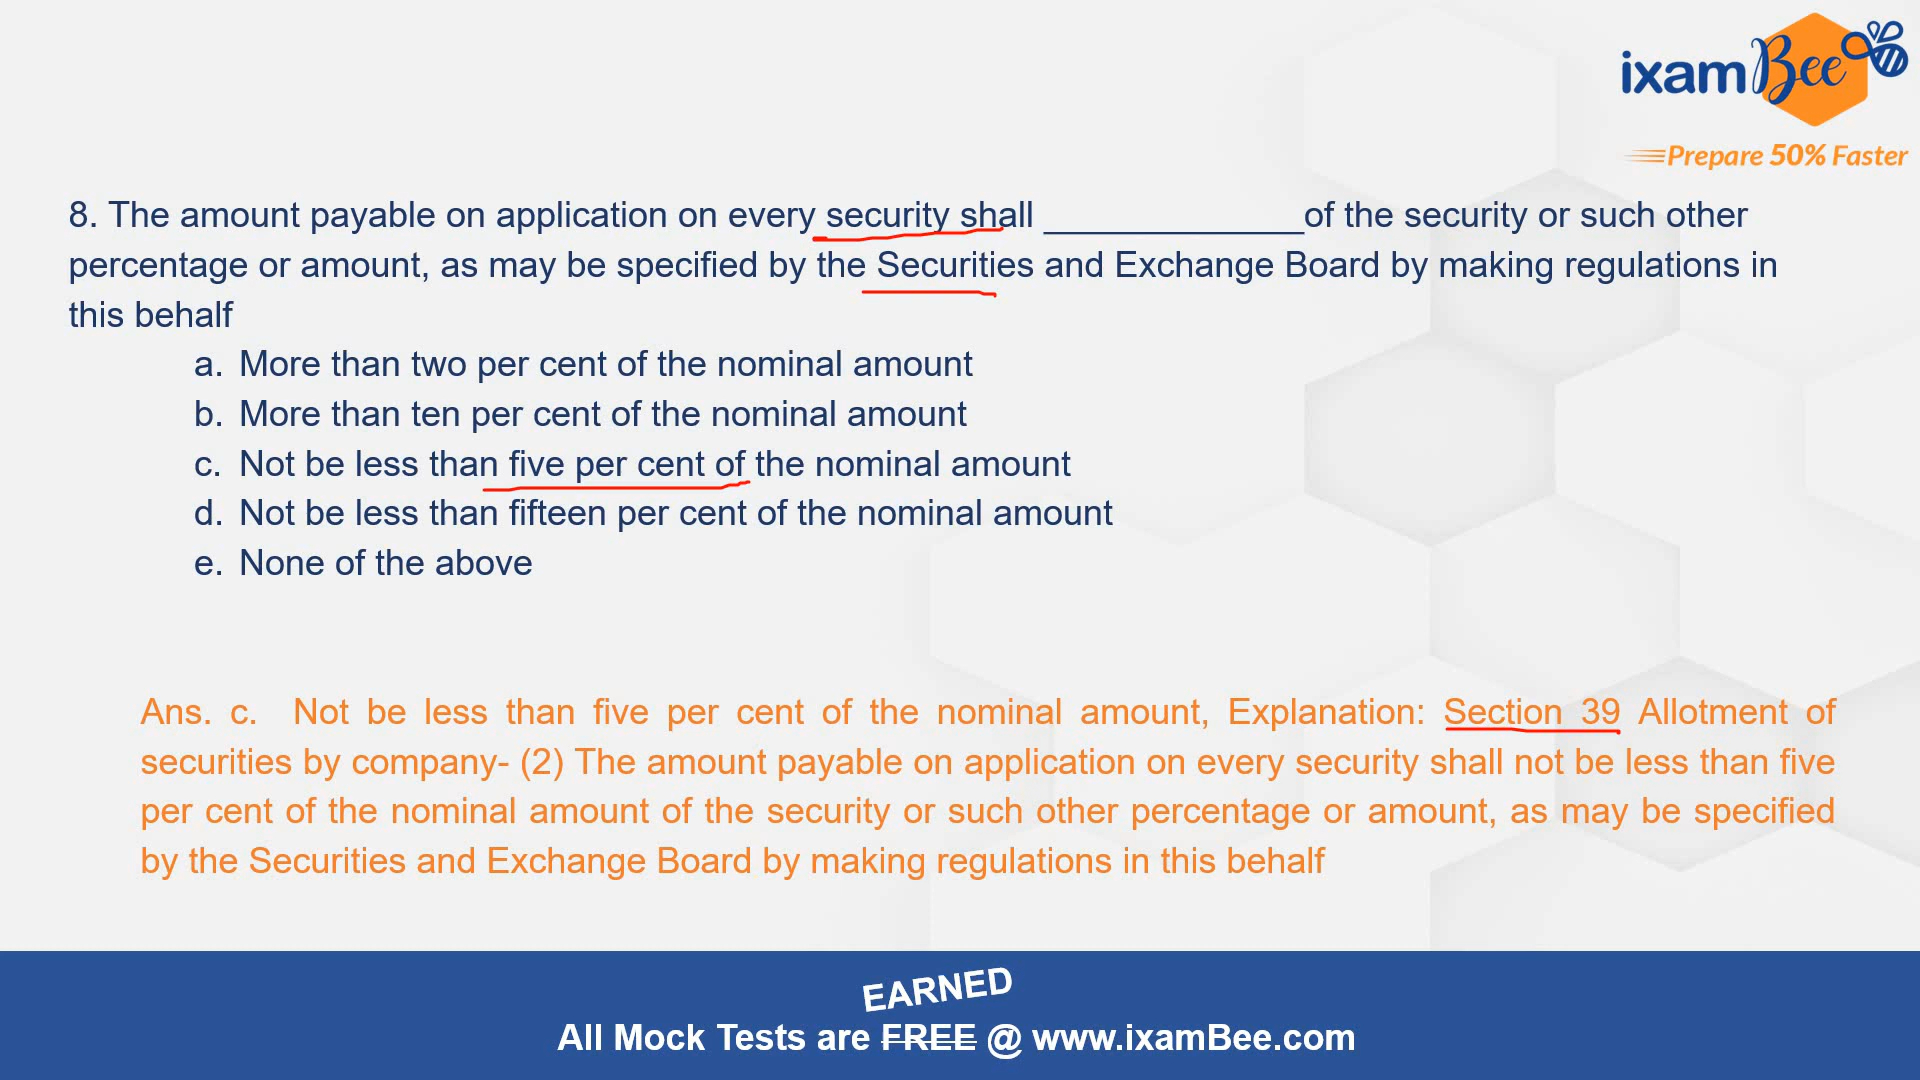 ixamBee
Prepare 50% Faster
8. The amount payable on application on every security shall _____________of the security or such other
percentage or amount, as may be specified by the Securities and Exchange Board by making regulations in
this behalf
a. More than two per cent of the nominal amount
b. More than ten per cent of the nominal amount
c. Not be less than five per cent of the nominal amount
d. Not be less than fifteen per cent of the nominal amount
e. None of the above
Ans. c. Not be less than five per cent of the nominal amount, Explanation: Section 39 Allotment of
securities by company- (2) The amount payable on application on every security shall not be less than five
per cent of the nominal amount of the security or such other percentage or amount, as may be specified
by the Securities and Exchange Board by making regulations in this behalf
EARNED
All Mock Tests are FREE @ www.ixamBee.com